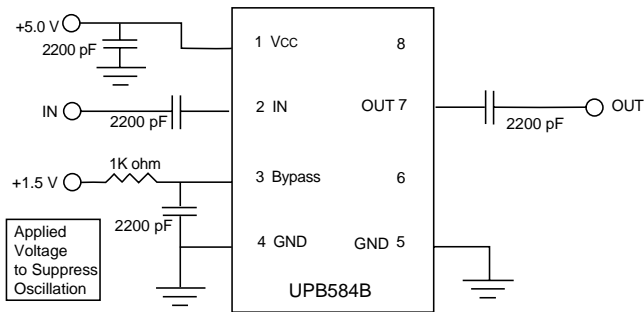 +5.0 V
2200 pF
1 VCC
8
IN
2200 pF
2 IN
OUT 7
2200 pF
OUT
1K ohm
+1.5 V
3 Bypass
6
2200 pF
4 GND
GND 5
Applied
Voltage
to Suppress
Oscillation
UPB584B